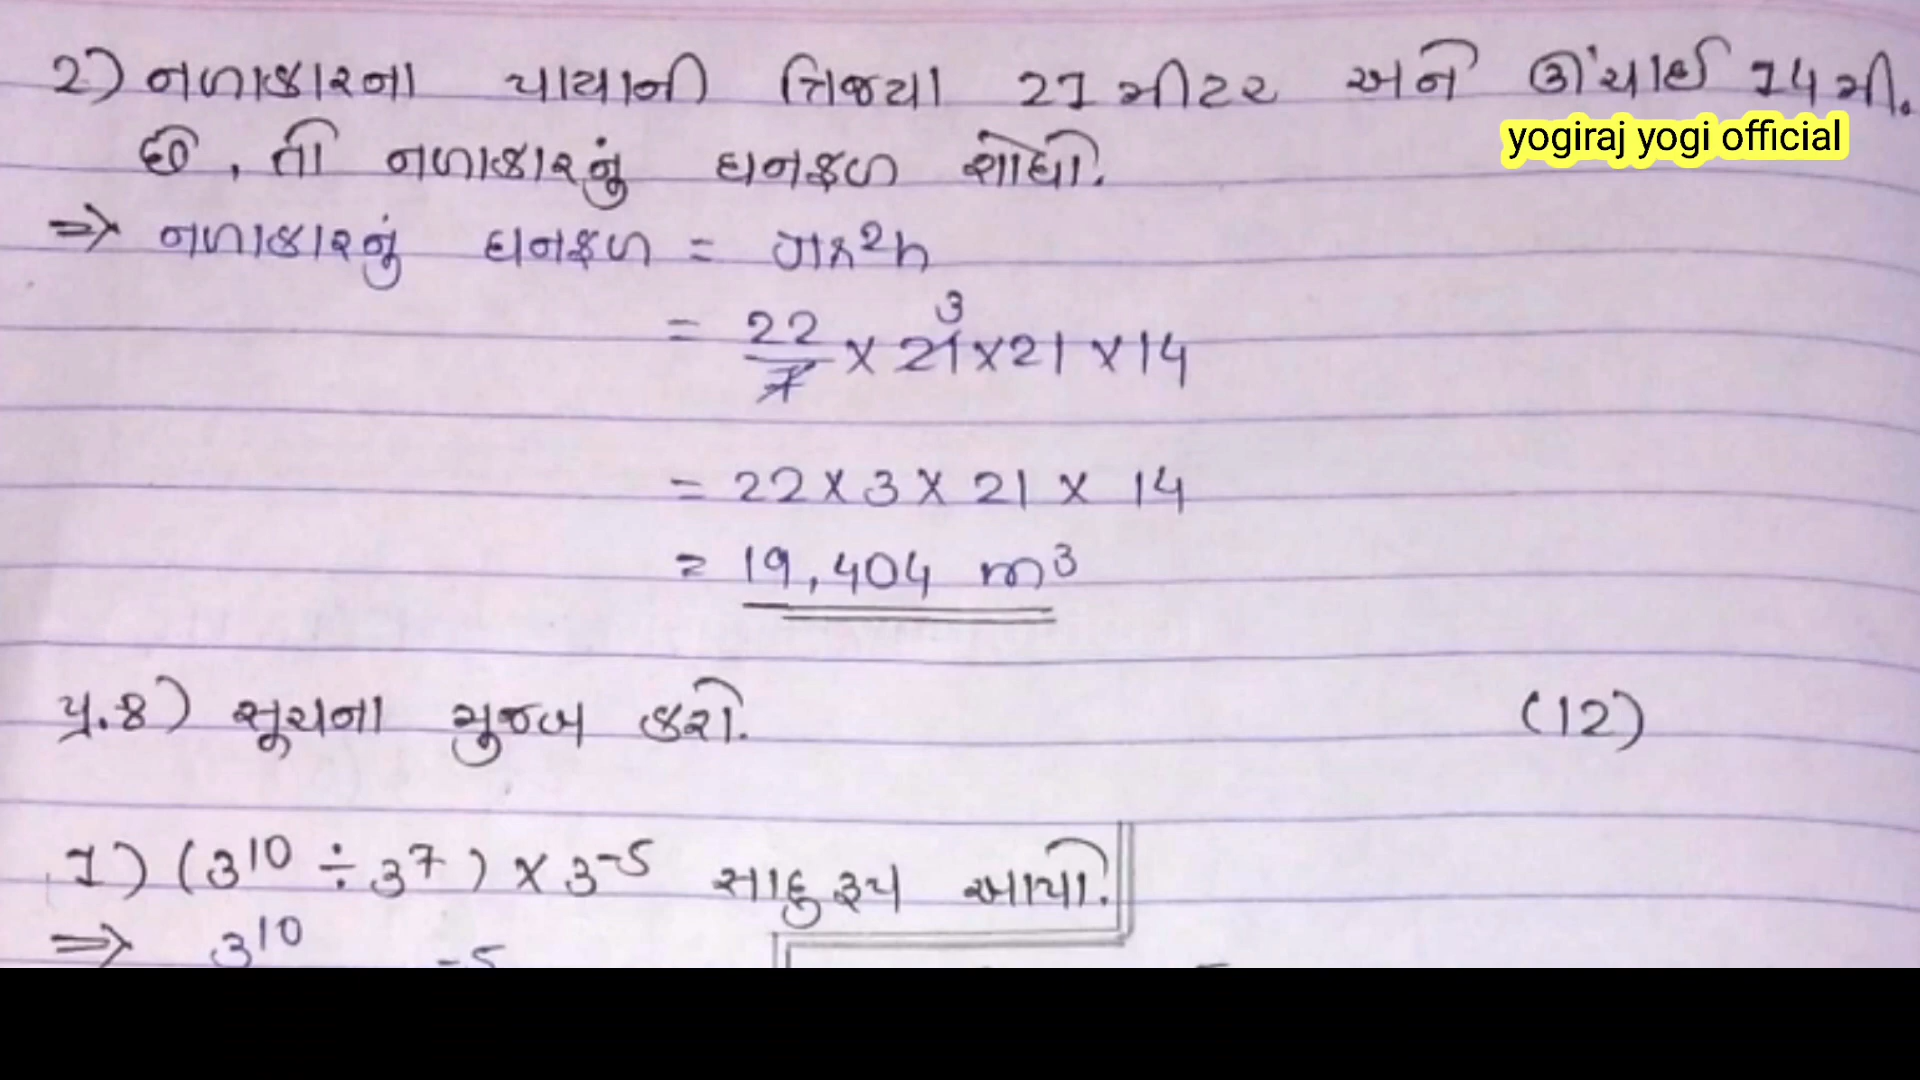 2) નળાકારના પાયાની ત્રિજ્યા 21 મીટર અને ઊંચાઈ 14 મી.
yogiraj yogi official
છે, તો નળાકારનું ઘનફળ શોધો.
⇒ નળાકારનું ઘનફળ = πr²h
= 22/7 × 21 3 × 21 × 14
= 22 × 3 × 21 × 14
= 19,404 m³
પ્ર.8) સૂચના મુજબ કરો. (12)
1) (3¹⁰ ÷ 3⁷) × 3⁻⁵ સાદુ રૂપ આપો.
⇒ 3¹⁰ -5